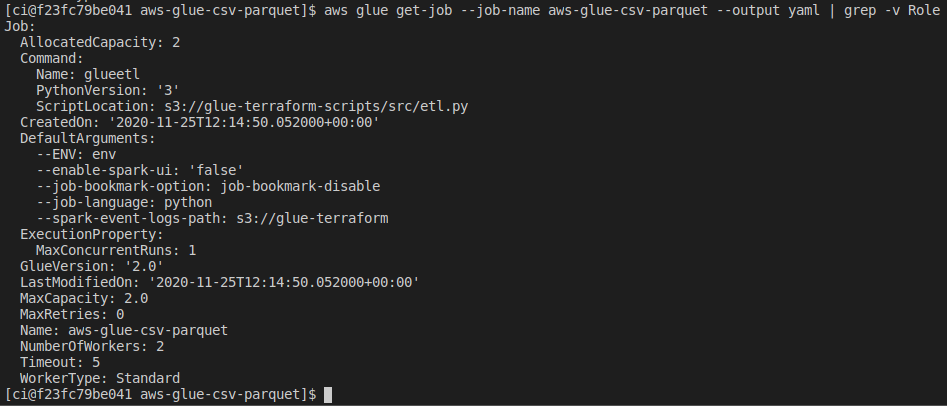 [ci@f23fc79be041 aws-glue-csv-parquet]$ aws glue get-job --job-name aws-glue-csv-parquet --output yaml | grep -v Role
Job:
  AllocatedCapacity: 2
  Command:
    Name: glueetl
    PythonVersion: '3'
    ScriptLocation: s3://glue-terraform-scripts/src/etl.py
  CreatedOn: '2020-11-25T12:14:50.052000+00:00'
  DefaultArguments:
    --ENV: env
    --enable-spark-ui: 'false'
    --job-bookmark-option: job-bookmark-disable
    --job-language: python
    --spark-event-logs-path: s3://glue-terraform
  ExecutionProperty:
    MaxConcurrentRuns: 1
  GlueVersion: '2.0'
  LastModifiedOn: '2020-11-25T12:14:50.052000+00:00'
  MaxCapacity: 2.0
  MaxRetries: 0
  Name: aws-glue-csv-parquet
  NumberOfWorkers: 2
  Timeout: 5
  WorkerType: Standard
[ci@f23fc79be041 aws-glue-csv-parquet]$